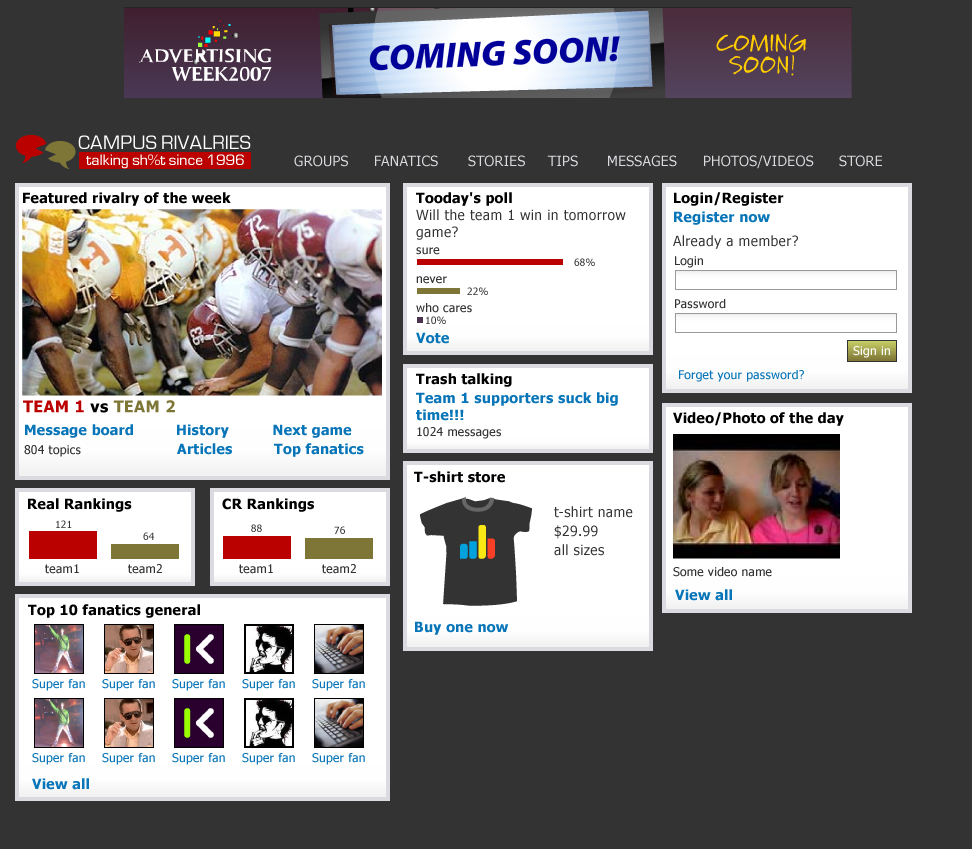 ADVERTISING
WEEK2007
COMING SOON!
COMING
SOON!
CAMPUS RIVALRIES
talking sh%t since 1996
GROUPS FANATICS STORIES TIPS MESSAGES PHOTOS/VIDEOS STORE
Featured rivalry of the week
72
75
93
TEAM 1 vs TEAM 2
Message board History Next game
804 topics Articles Top fanatics
Real Rankings
121
64
team1 team2
CR Rankings
88
76
team1 team2
Top 10 fanatics general
Super fan Super fan Super fan Super fan Super fan
Super fan Super fan Super fan Super fan Super fan
View all
Tooday's poll
Will the team 1 win in tomorrow
game?
sure
68%
never
22%
who cares
10%
Vote
Trash talking
Team 1 supporters suck big
time!!!
1024 messages
T-shirt store
t-shirt name
$29.99
all sizes
Buy one now
Login/Register
Register now
Already a member?
Login
Password
Sign in
Forget your password?
Video/Photo of the day
Some video name
View all